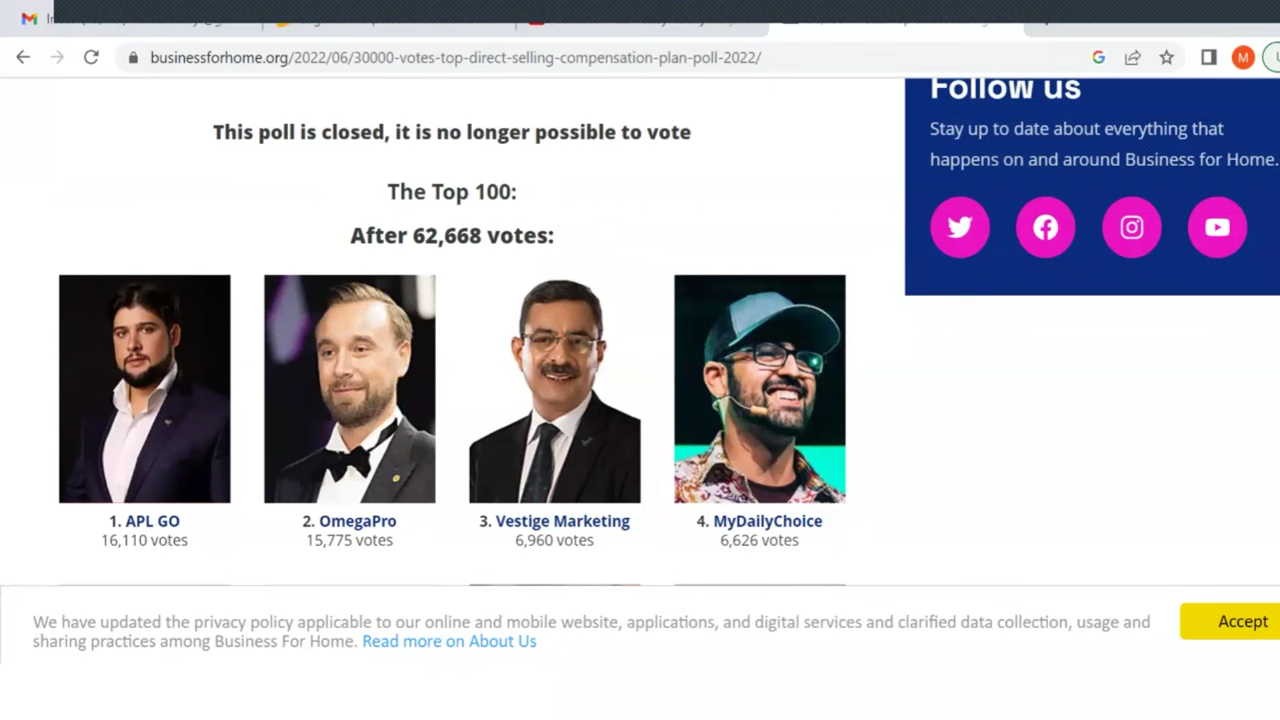 businessforhome.org/2022/06/30000-votes-top-direct-selling-compensation-plan-poll-2022/
M
Follow us
Stay up to date about everything that
happens on and around Business for Home.
This poll is closed, it is no longer possible to vote
The Top 100:
After 62,668 votes:
1. APL GO
16,110 votes
2. OmegaPro
15,775 votes
3. Vestige Marketing
6,960 votes
4. MyDailyChoice
6,626 votes
We have updated the privacy policy applicable to our online and mobile website, applications, and digital services and clarified data collection, usage and
sharing practices among Business For Home. Read more on About Us
Accept